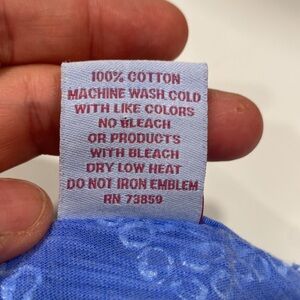 100% COTTON
MACHINE WASH COLD
WITH LIKE COLORS
NO BLEACH
OR PRODUCTS
WITH BLEACH
DRY LOW HEAT
DO NOT IRON EMBLEM
RN 73859